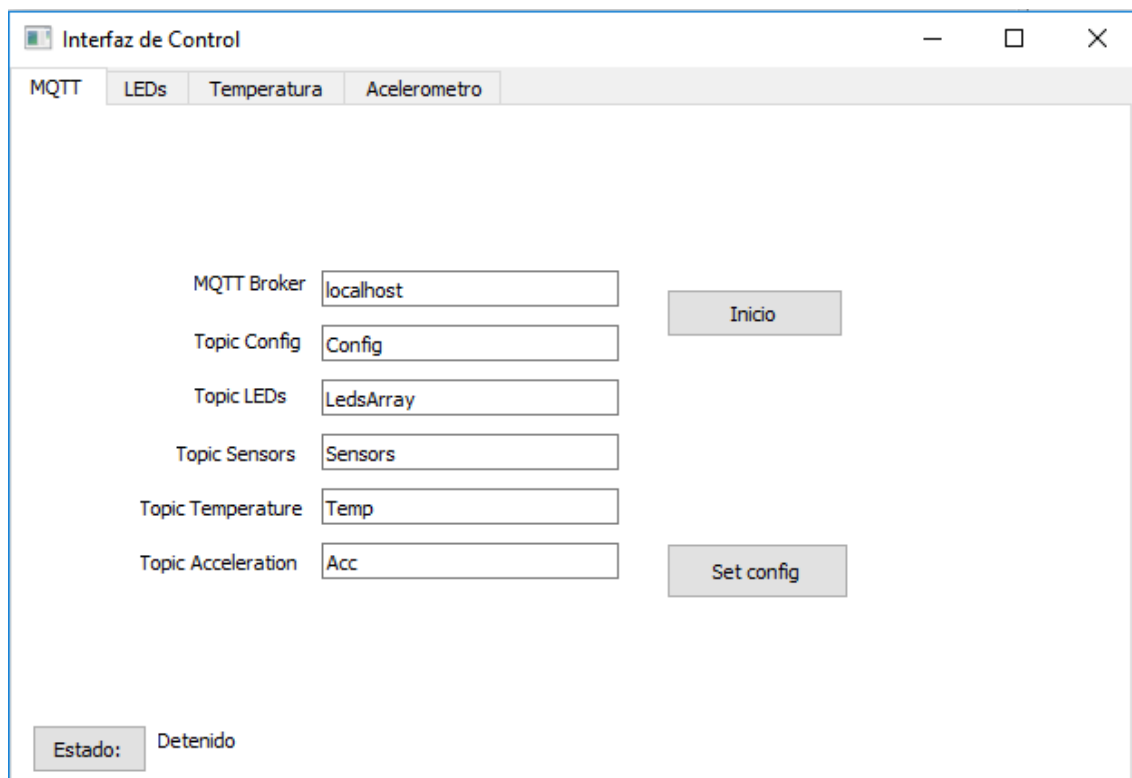 Interfaz de Control
MQTT LEDs Temperatura Acelerometro
MQTT Broker localhost
Inicio
Topic Config Config
Topic LEDs LedsArray
Topic Sensors Sensors
Topic Temperature Temp
Topic Acceleration Acc
Set config
Estado: Detenido